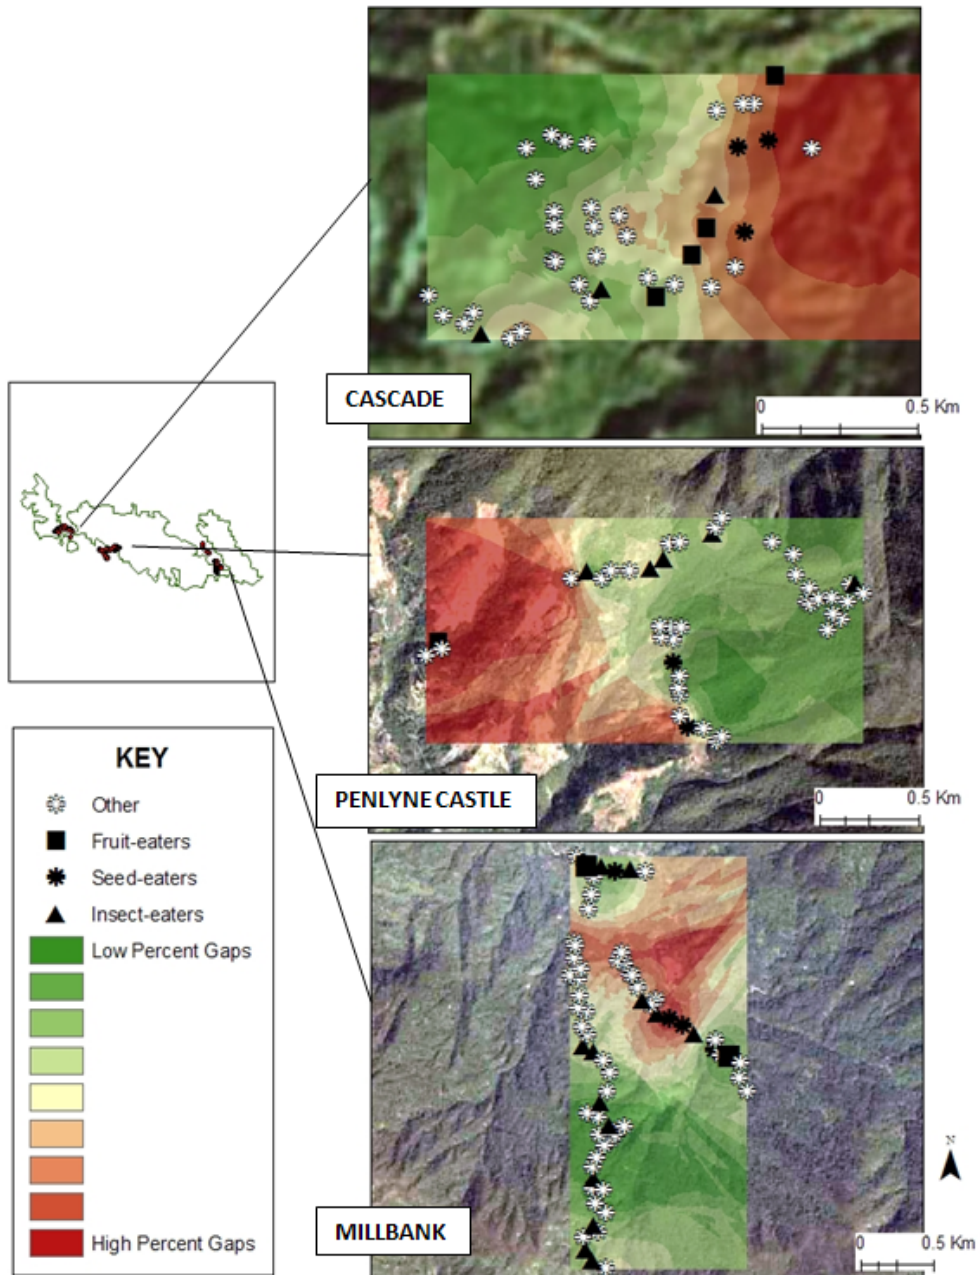 CASCADE
0 0.5 Km
PENLYNE CASTLE
0 0.5 Km
KEY
Other
Fruit-eaters
Seed-eaters
Insect-eaters
Low Percent Gaps
High Percent Gaps
N
MILLBANK
0 0.5 Km